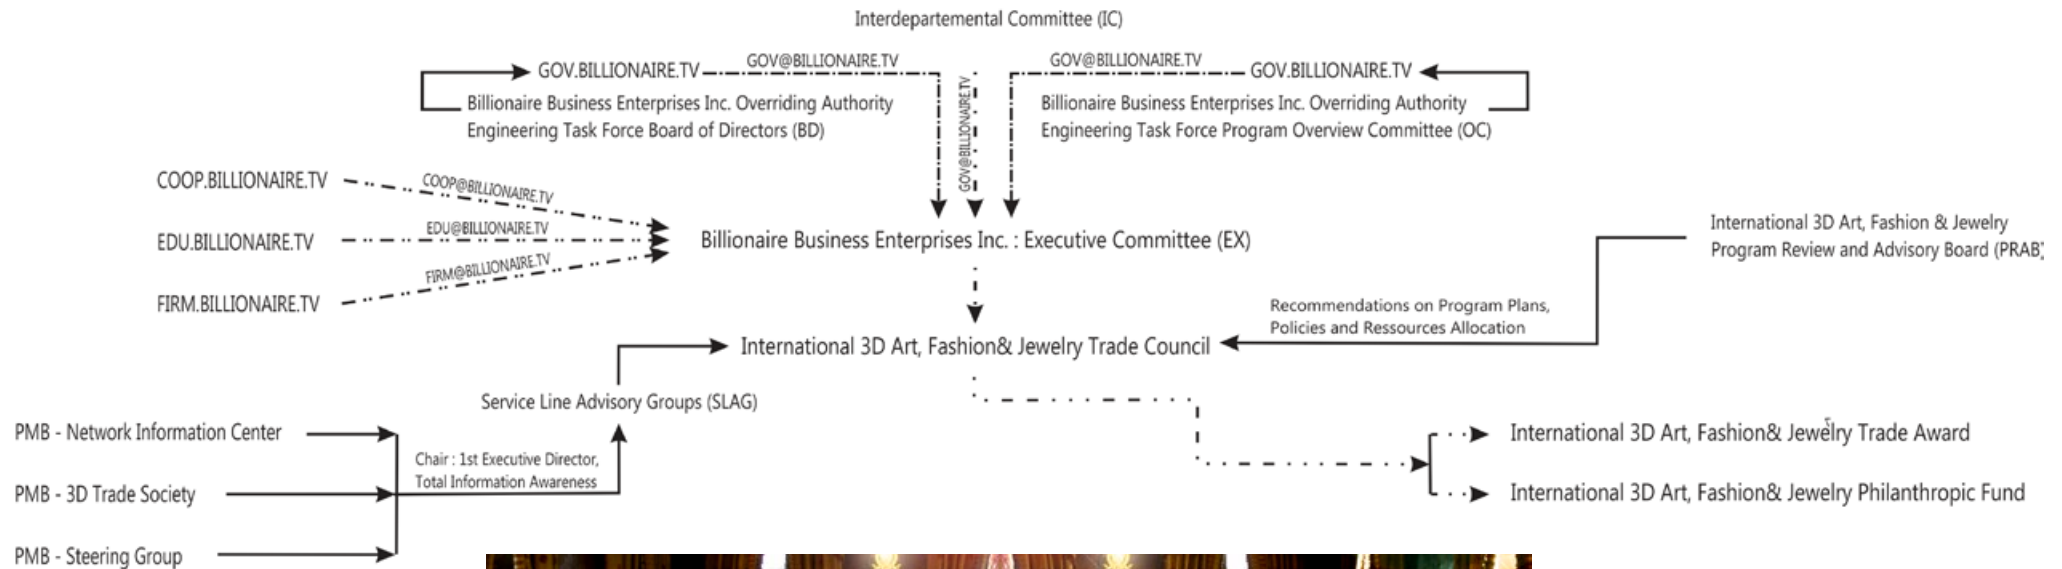 Interdepartemental Committee (IC)
GOV.BILLIONAIRE.TV
GOV@BILLIONAIRE.TV
GOV@BILLIONAIRE.TV
GOV.BILLIONAIRE.TV
GOV@BILLIONAIRE.TV
Billionaire Business Enterprises Inc. Overriding Authority
Engineering Task Force Board of Directors (BD)
Billionaire Business Enterprises Inc. Overriding Authority
Engineering Task Force Program Overview Committee (OC)
COOP.BILLIONAIRE.TV
COOP@BILLIONAIRE.TV
EDU.BILLIONAIRE.TV
EDU@BILLIONAIRE.TV
FIRM.BILLIONAIRE.TV
FIRM@BILLIONAIRE.TV
Billionaire Business Enterprises Inc. : Executive Committee (EX)
International 3D Art, Fashion & Jewelry
Program Review and Advisory Board (PRAB)
Recommendations on Program Plans,
Policies and Ressources Allocation
International 3D Art, Fashion& Jewelry Trade Council
Service Line Advisory Groups (SLAG)
PMB - Network Information Center
PMB - 3D Trade Society
PMB - Steering Group
Chair : 1st Executive Director,
Total Information Awareness
International 3D Art, Fashion& Jewelry Trade Award
International 3D Art, Fashion& Jewelry Philanthropic Fund